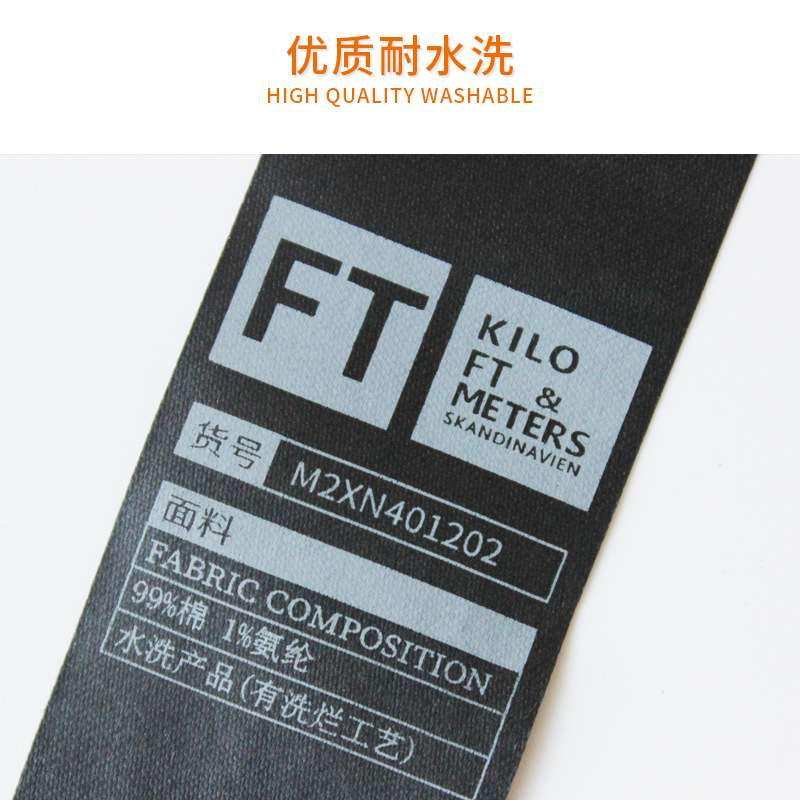 优质耐水洗
HIGH QUALITY WASHABLE
FT
KILO
FT &
METERS
SKANDINAVIEN
货号 M2XN401202
面料
FABRIC COMPOSITION
99%棉 1%氨纶
水洗产品(有洗烂工艺)